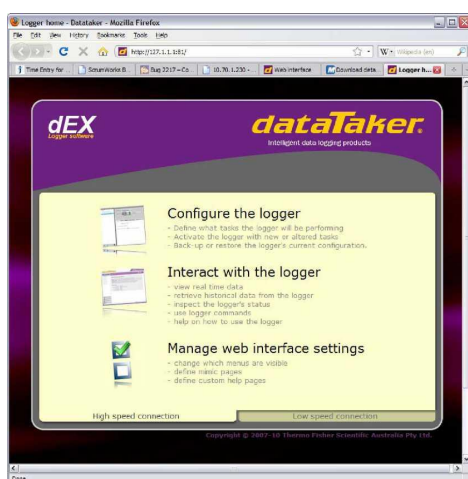 Logger home - Datataker - Mozilla Firefox
File Edit View History Bookmarks Tools Help
http://127.1.1.1:81/
Wikipedia (en)
Time Entry for ...
ScrumWorks B...
Bug 2217 – Co...
10.70.1.230 - ...
Web interface
Download data...
Logger h...
dEX
Logger software
dataTaker
Intelligent data logging products
Configure the logger
- Define what tasks the logger will be performing
- Activate the logger with new or altered tasks
- Back-up or restore the logger's current configuration.
Interact with the logger
- view real time data
- retrieve historical data from the logger
- inspect the logger's status
- use logger commands
- help on how to use the logger
Manage web interface settings
- change which menus are visible
- define mimic pages
- define custom help pages
High speed connection
Low speed connection
Copyright © 2007-10 Thermo Fisher Scientific Australia Pty Ltd.
Done